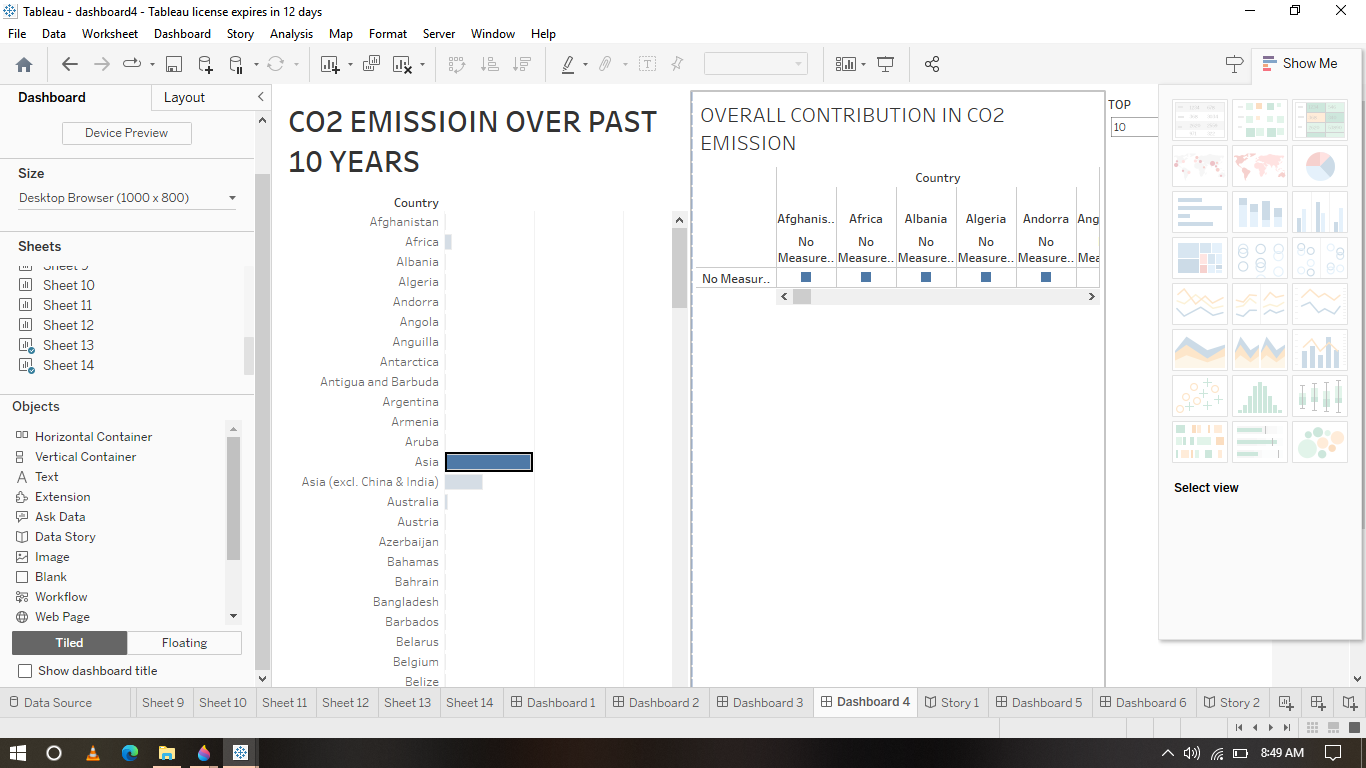 Tableau - dashboard4 - Tableau license expires in 12 days
File Data Worksheet Dashboard Story Analysis Map Format Server Window Help
Show Me
Dashboard
Layout
Device Preview
Size
Desktop Browser (1000 x 800)
Sheets
Sheet 9
Sheet 10
Sheet 11
Sheet 12
Sheet 13
Sheet 14
Objects
Horizontal Container
Vertical Container
Text
Extension
Ask Data
Data Story
Image
Blank
Workflow
Web Page
Tiled
Floating
Show dashboard title
CO2 EMISSIOIN OVER PAST
10 YEARS
Country
Afghanistan
Africa
Albania
Algeria
Andorra
Angola
Anguilla
Antarctica
Antigua and Barbuda
Argentina
Armenia
Aruba
Asia
Asia (excl. China & India)
Australia
Austria
Azerbaijan
Bahamas
Bahrain
Bangladesh
Barbados
Belarus
Belgium
Belize
OVERALL CONTRIBUTION IN CO2
EMISSION
Country
Afghanis.. Africa Albania Algeria Andorra Ang
No No No No No
Measure.. Measure.. Measure.. Measure.. Measure.. Mea
No Measur..
TOP
10
Select view
Data Source Sheet 9 Sheet 10 Sheet 11 Sheet 12 Sheet 13 Sheet 14 Dashboard 1 Dashboard 2 Dashboard 3 Dashboard 4 Story 1 Dashboard 5 Dashboard 6 Story 2
8:49 AM